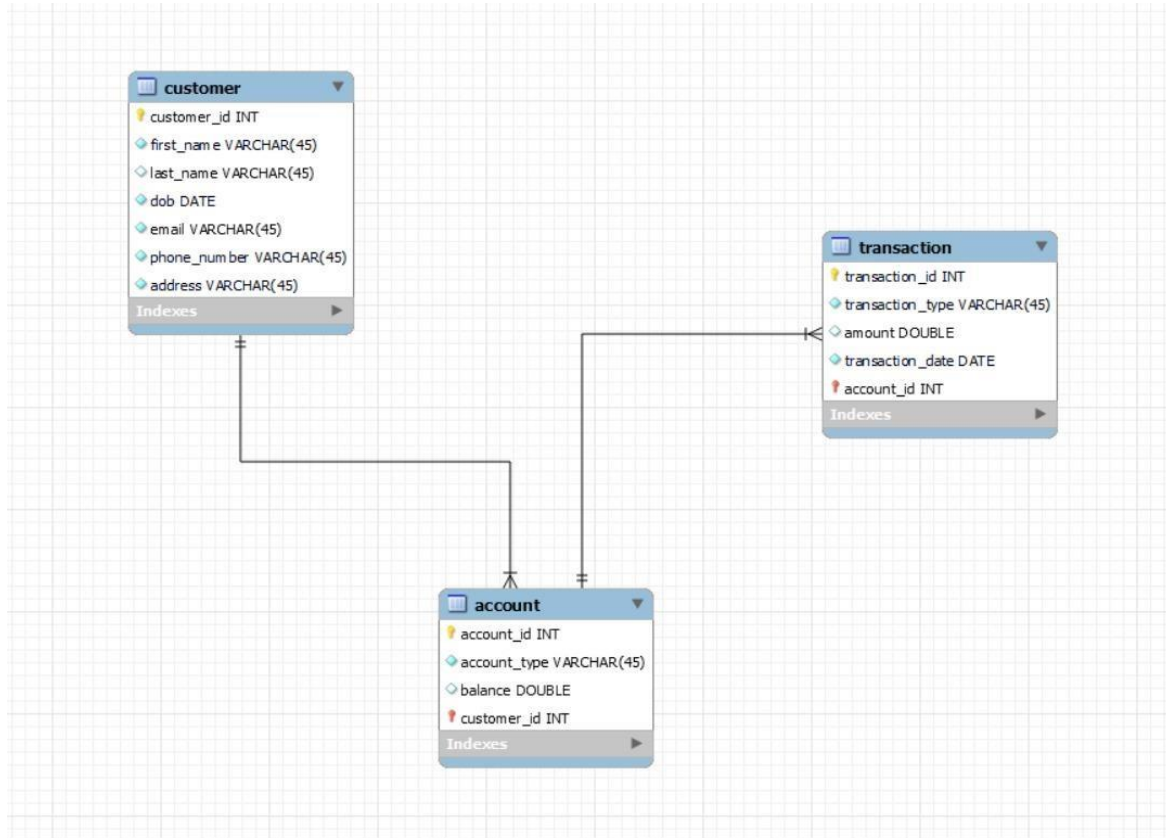 customer
customer_id INT
first_name VARCHAR(45)
last_name VARCHAR(45)
dob DATE
email VARCHAR(45)
phone_number VARCHAR(45)
address VARCHAR(45)
Indexes
transaction
transaction_id INT
transaction_type VARCHAR(45)
amount DOUBLE
transaction_date DATE
account_id INT
Indexes
account
account_id INT
account_type VARCHAR(45)
balance DOUBLE
customer_id INT
Indexes